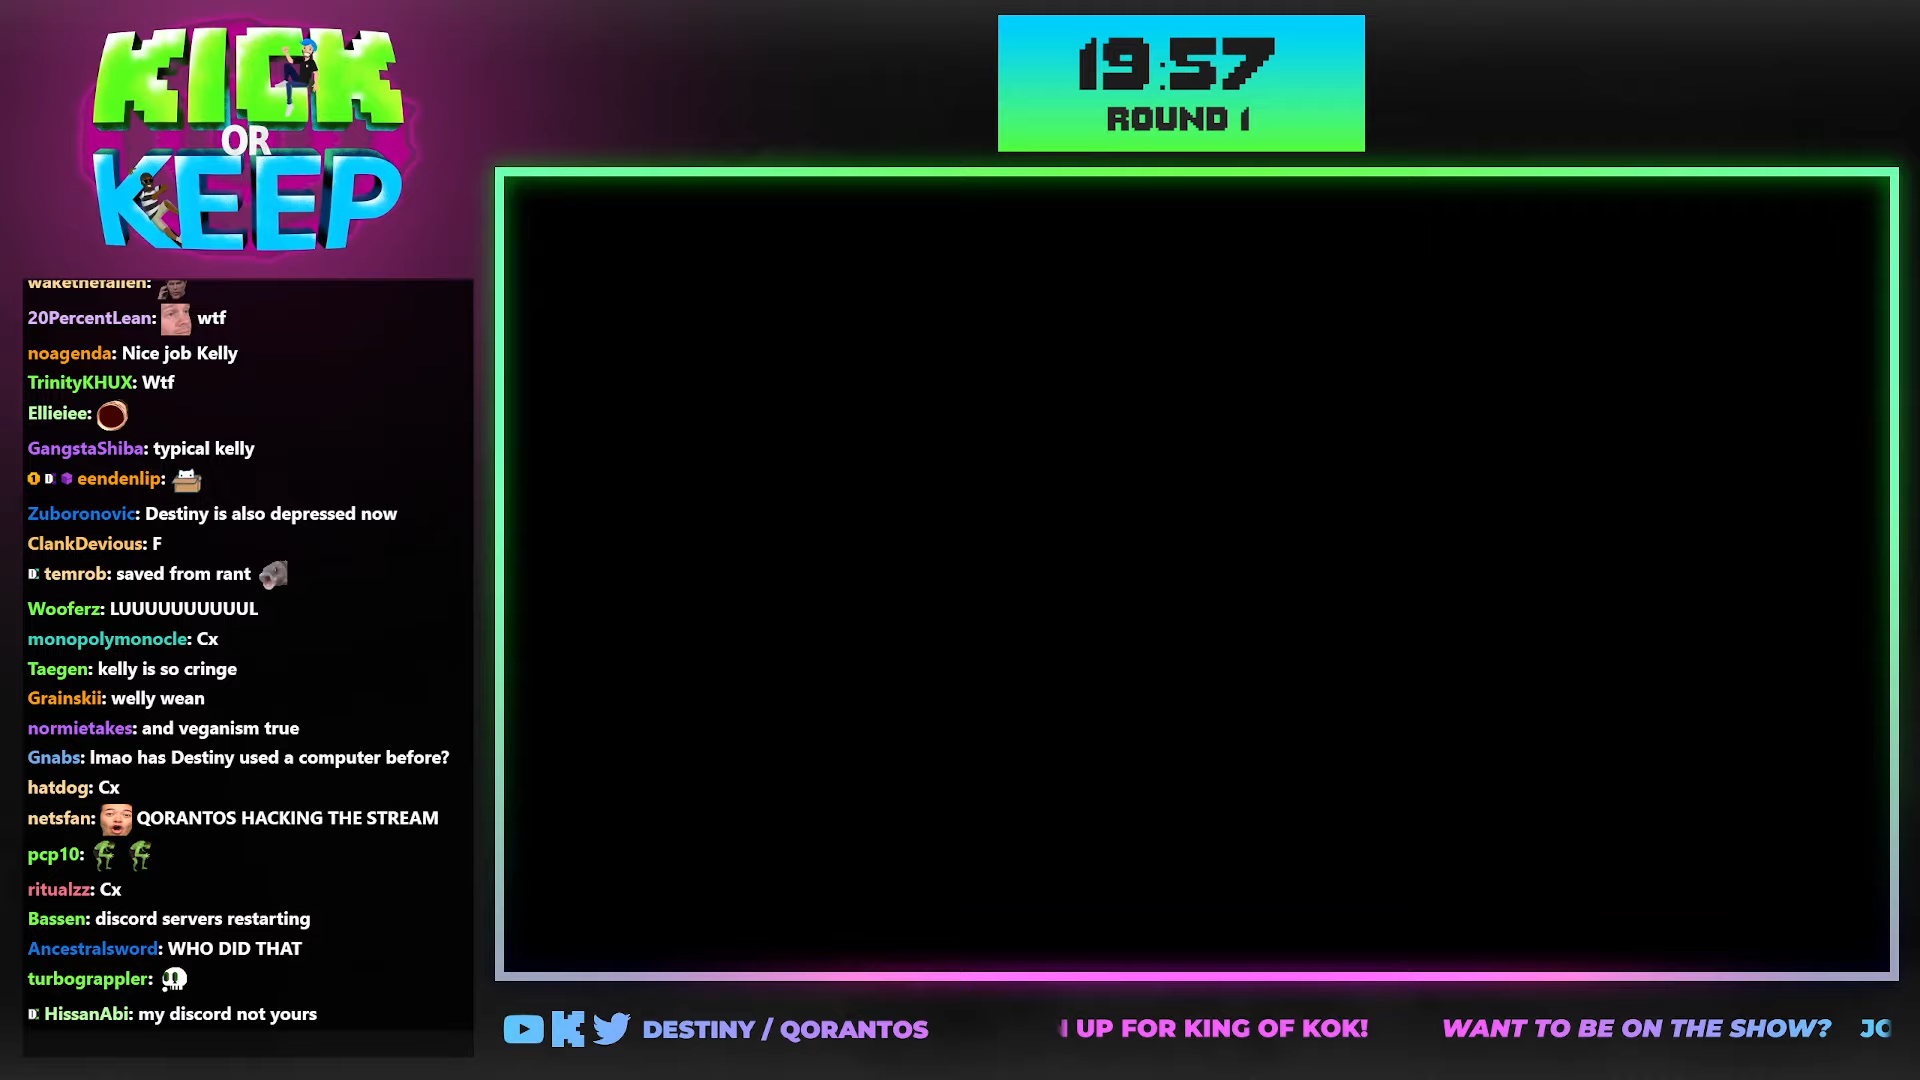 KICK
OR
KEEP
19:57
ROUND 1
wakethefallen:
20PercentLean: wtf
noagenda: Nice job Kelly
TrinityKHUX: Wtf
Ellieiee:
GangstaShiba: typical kelly
eendenlip:
Zuboronovic: Destiny is also depressed now
ClankDevious: F
temrob: saved from rant
Wooferz: LUUUUUUUUUUUL
monopolymonocle: Cx
Taegen: kelly is so cringe
Grainskii: welly wean
normietakes: and veganism true
Gnabs: lmao has Destiny used a computer before?
hatdog: Cx
netsfan: QORANTOS HACKING THE STREAM
pcp10:
ritualzz: Cx
Bassen: discord servers restarting
Ancestralsword: WHO DID THAT
turbograppler:
HissanAbi: my discord not yours
DESTINY / QORANTOS
UP FOR KING OF KOK!
WANT TO BE ON THE SHOW?